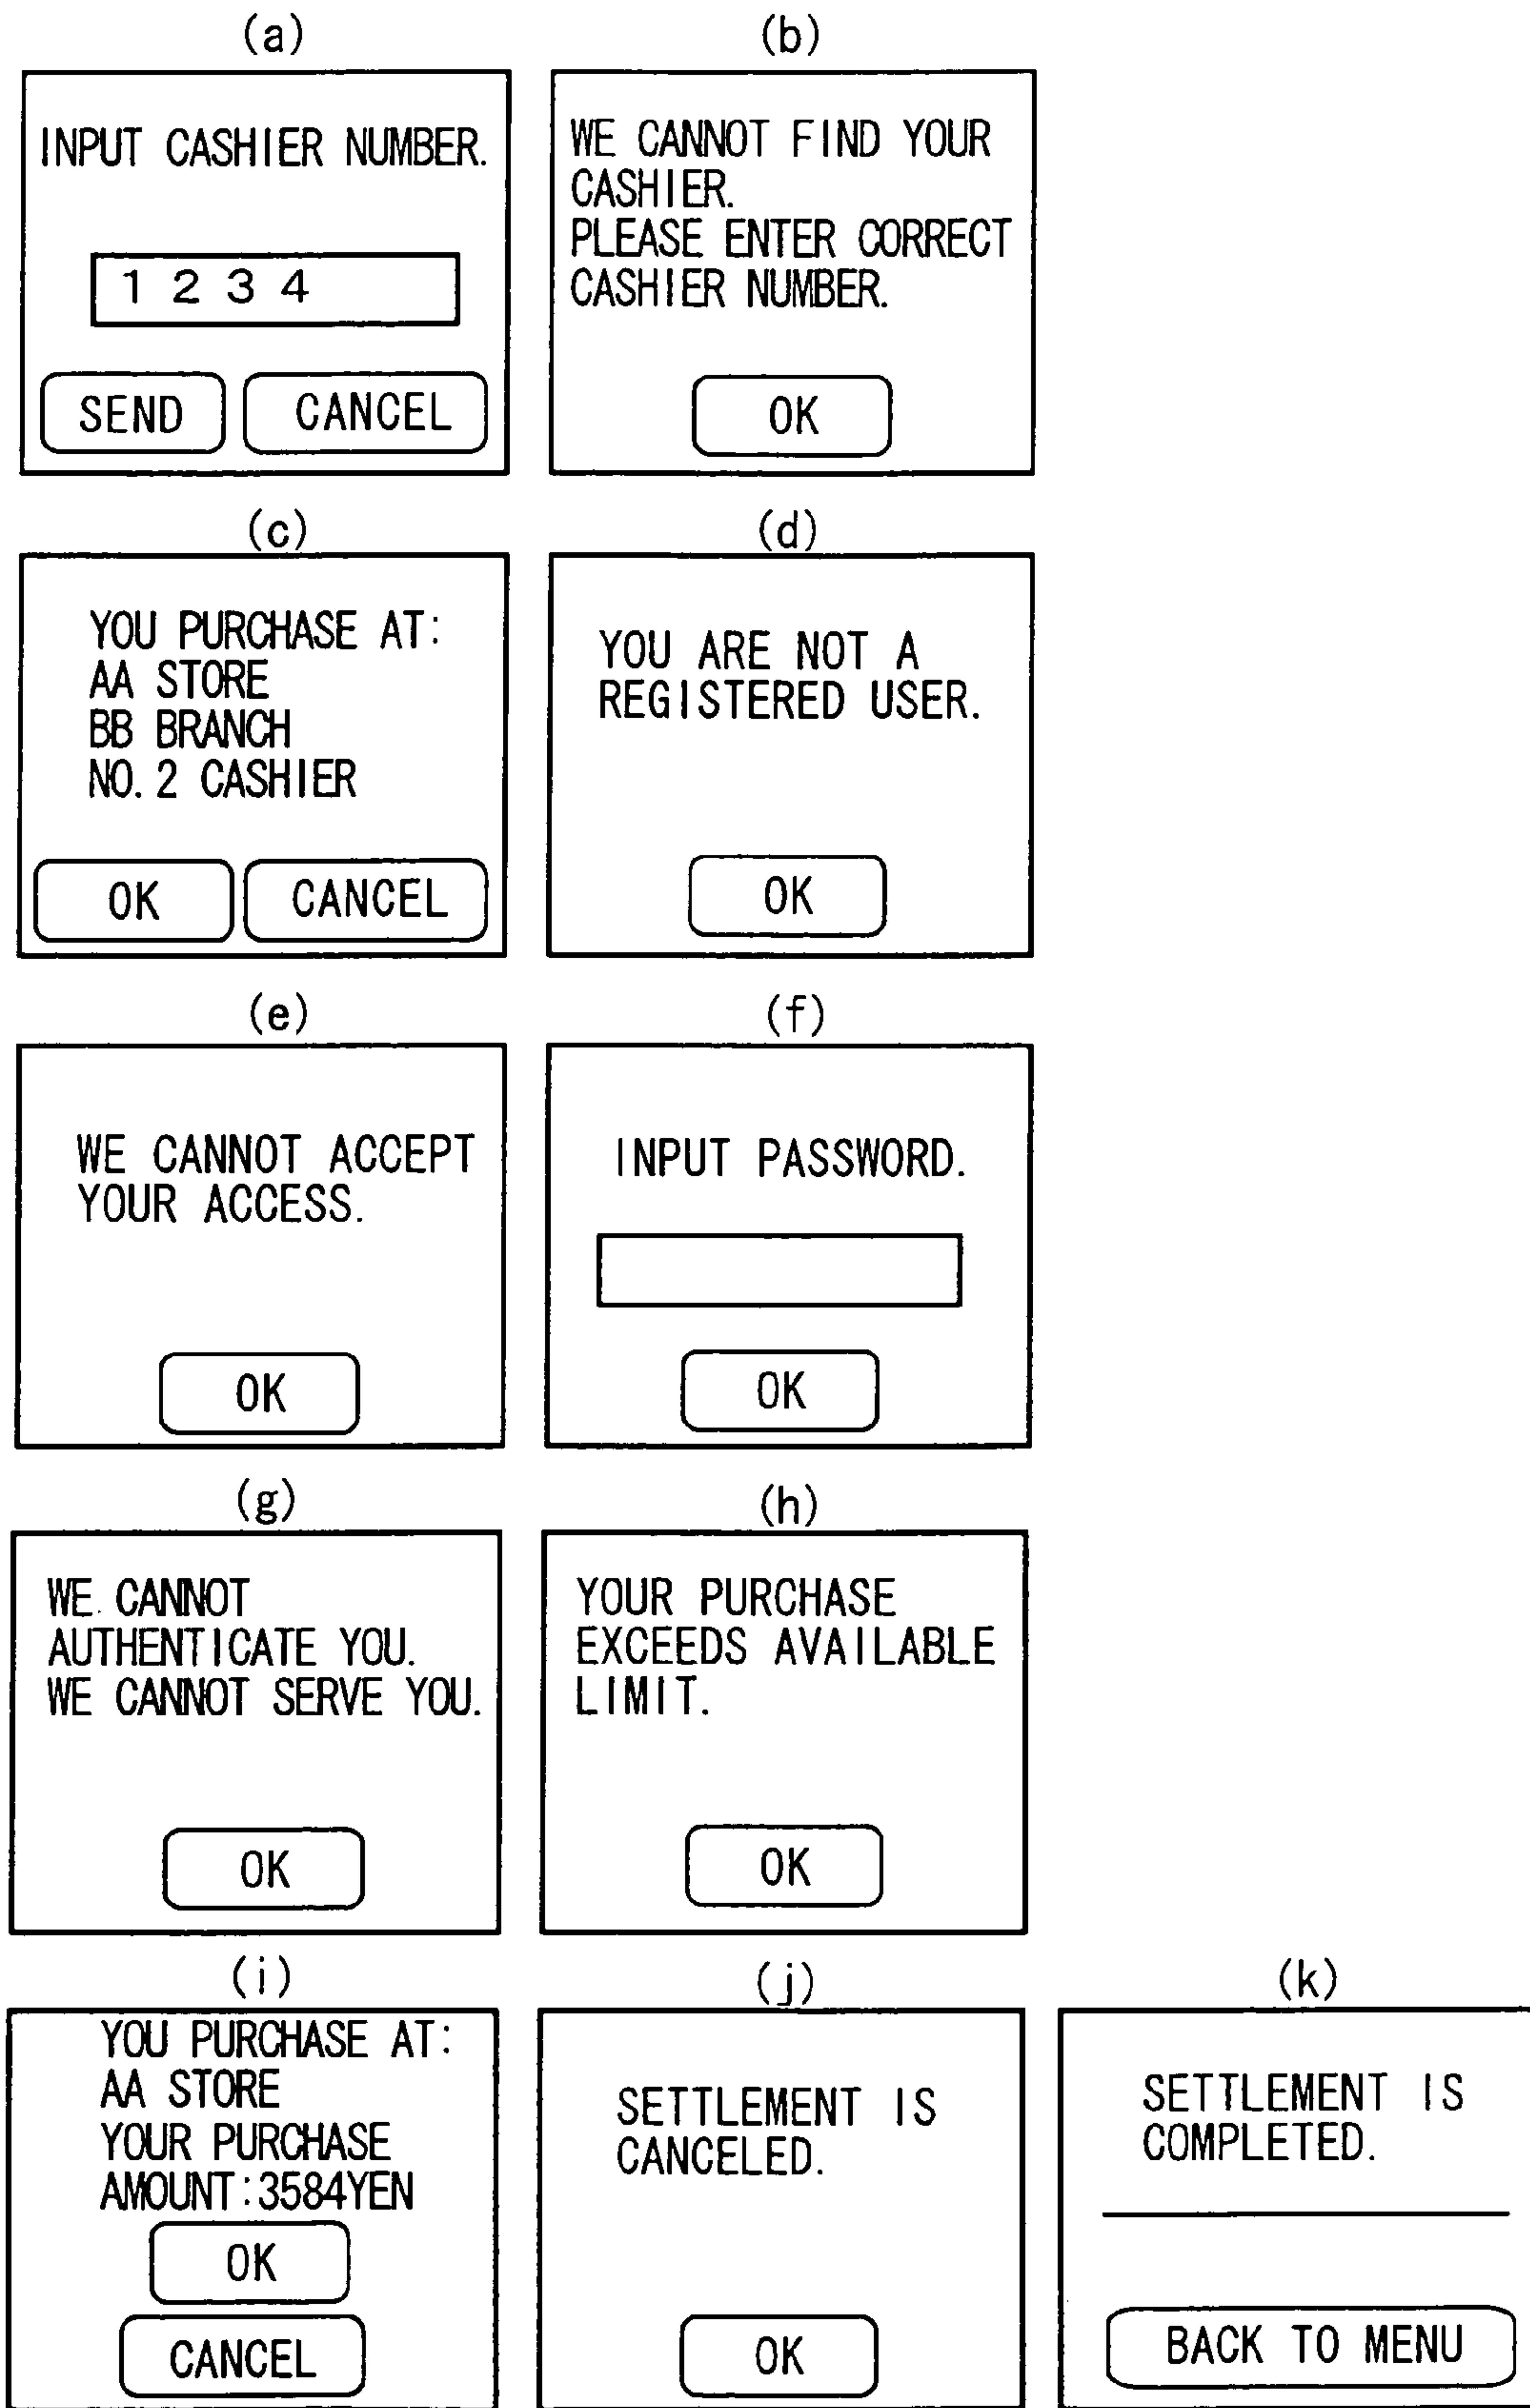 (a)
INPUT CASHIER NUMBER.
1 2 3 4
SEND
CANCEL
(b)
WE CANNOT FIND YOUR
CASHIER.
PLEASE ENTER CORRECT
CASHIER NUMBER.
OK
(c)
YOU PURCHASE AT:
AA STORE
BB BRANCH
NO. 2 CASHIER
OK
CANCEL
(d)
YOU ARE NOT A
REGISTERED USER.
OK
(e)
WE CANNOT ACCEPT
YOUR ACCESS.
OK
(f)
INPUT PASSWORD.
OK
(g)
WE CANNOT
AUTHENTICATE YOU.
WE CANNOT SERVE YOU.
OK
(h)
YOUR PURCHASE
EXCEEDS AVAILABLE
LIMIT.
OK
(i)
YOU PURCHASE AT:
AA STORE
YOUR PURCHASE
AMOUNT:3584YEN
OK
CANCEL
(j)
SETTLEMENT IS
CANCELED.
OK
(k)
SETTLEMENT IS
COMPLETED.
BACK TO MENU